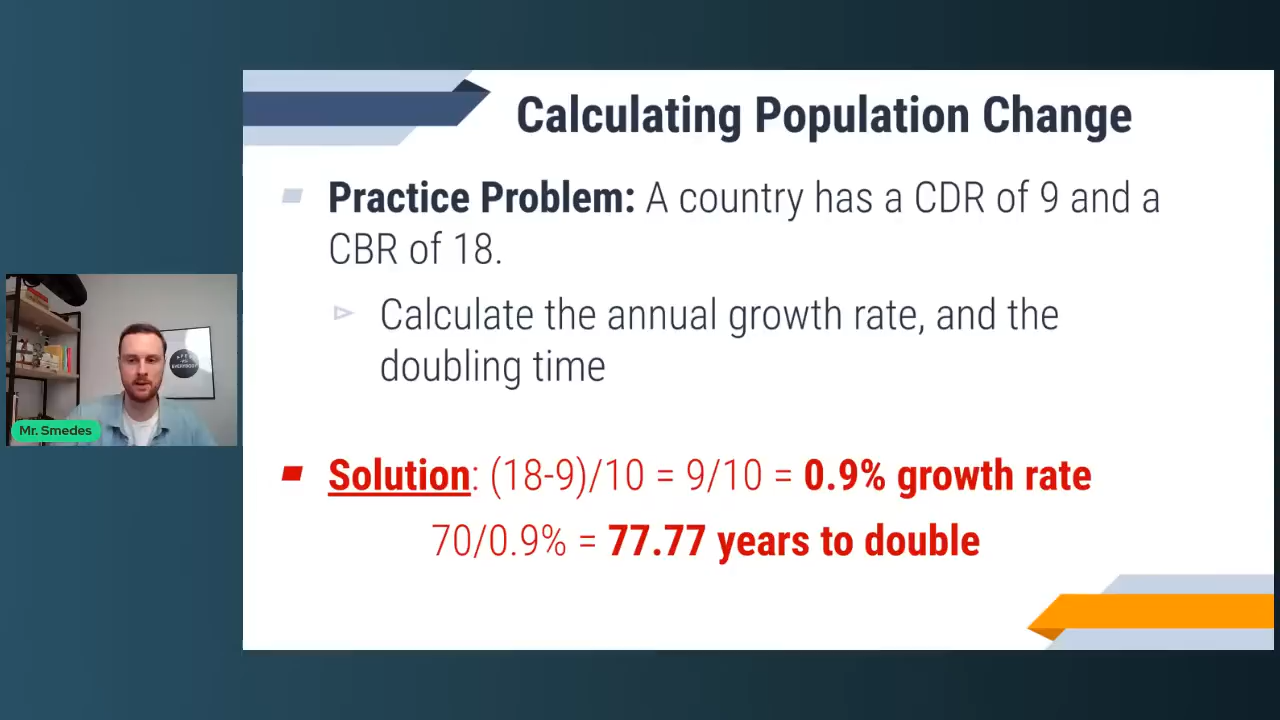 Calculating Population Change
Practice Problem: A country has a CDR of 9 and a
CBR of 18.
Calculate the annual growth rate, and the
doubling time
Solution: (18-9)/10 = 9/10 = 0.9% growth rate
70/0.9% = 77.77 years to double
Mr. Smedes